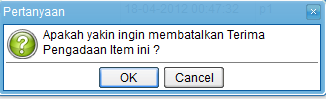 Pertanyaan
Apakah yakin ingin membatalkan Terima
Pengadaan Item ini ?
OK
Cancel